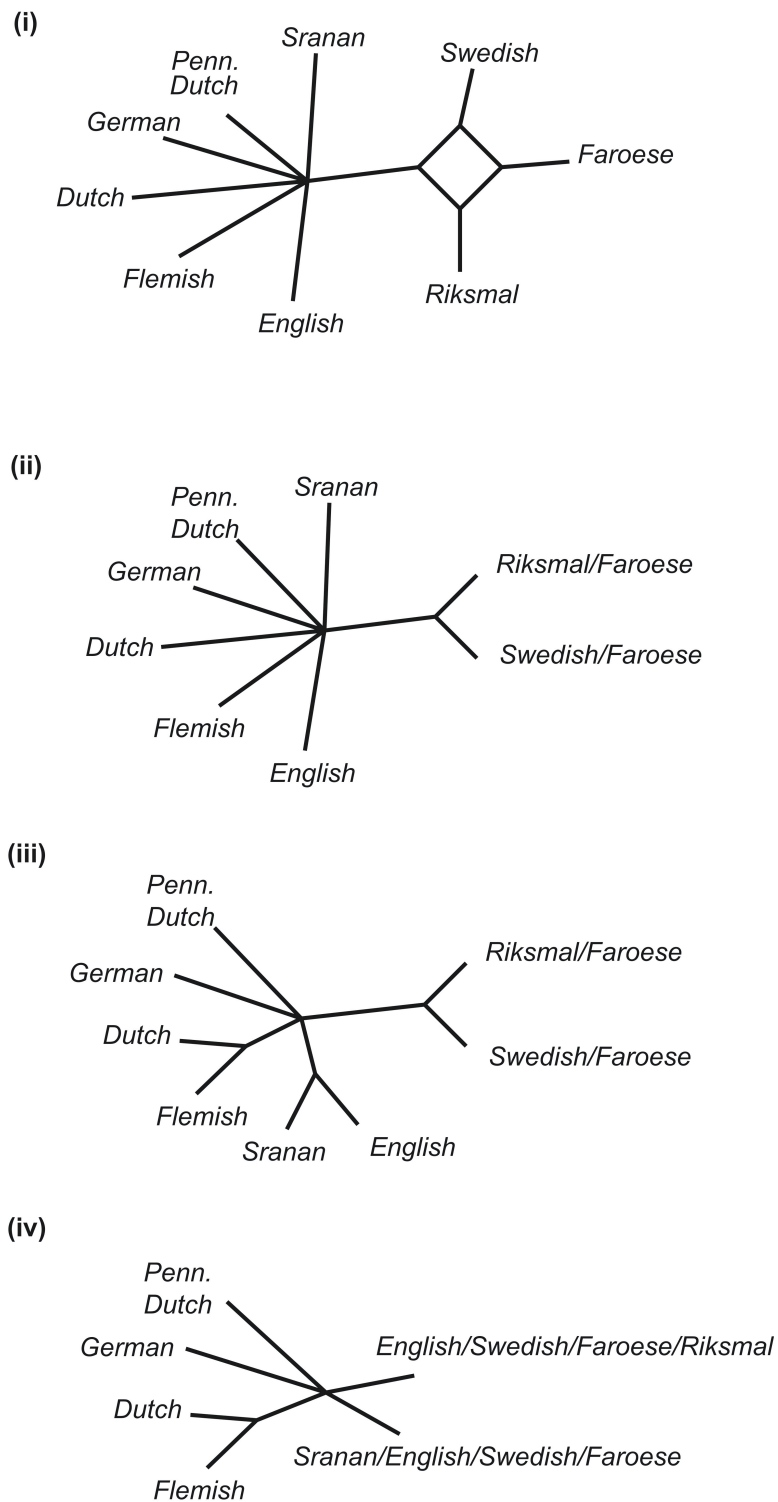 (i)
Sranan
Swedish
Penn.
Dutch
German
Faroese
Dutch
Flemish
Riksmal
English
(ii)
Sranan
Penn.
Dutch
German
Riksmal/Faroese
Dutch
Swedish/Faroese
Flemish
English
(iii)
Penn.
Dutch
Riksmal/Faroese
German
Dutch
Swedish/Faroese
Flemish
Sranan
English
(iv)
Penn.
Dutch
German
English/Swedish/Faroese/Riksmal
Dutch
Sranan/English/Swedish/Faroese
Flemish